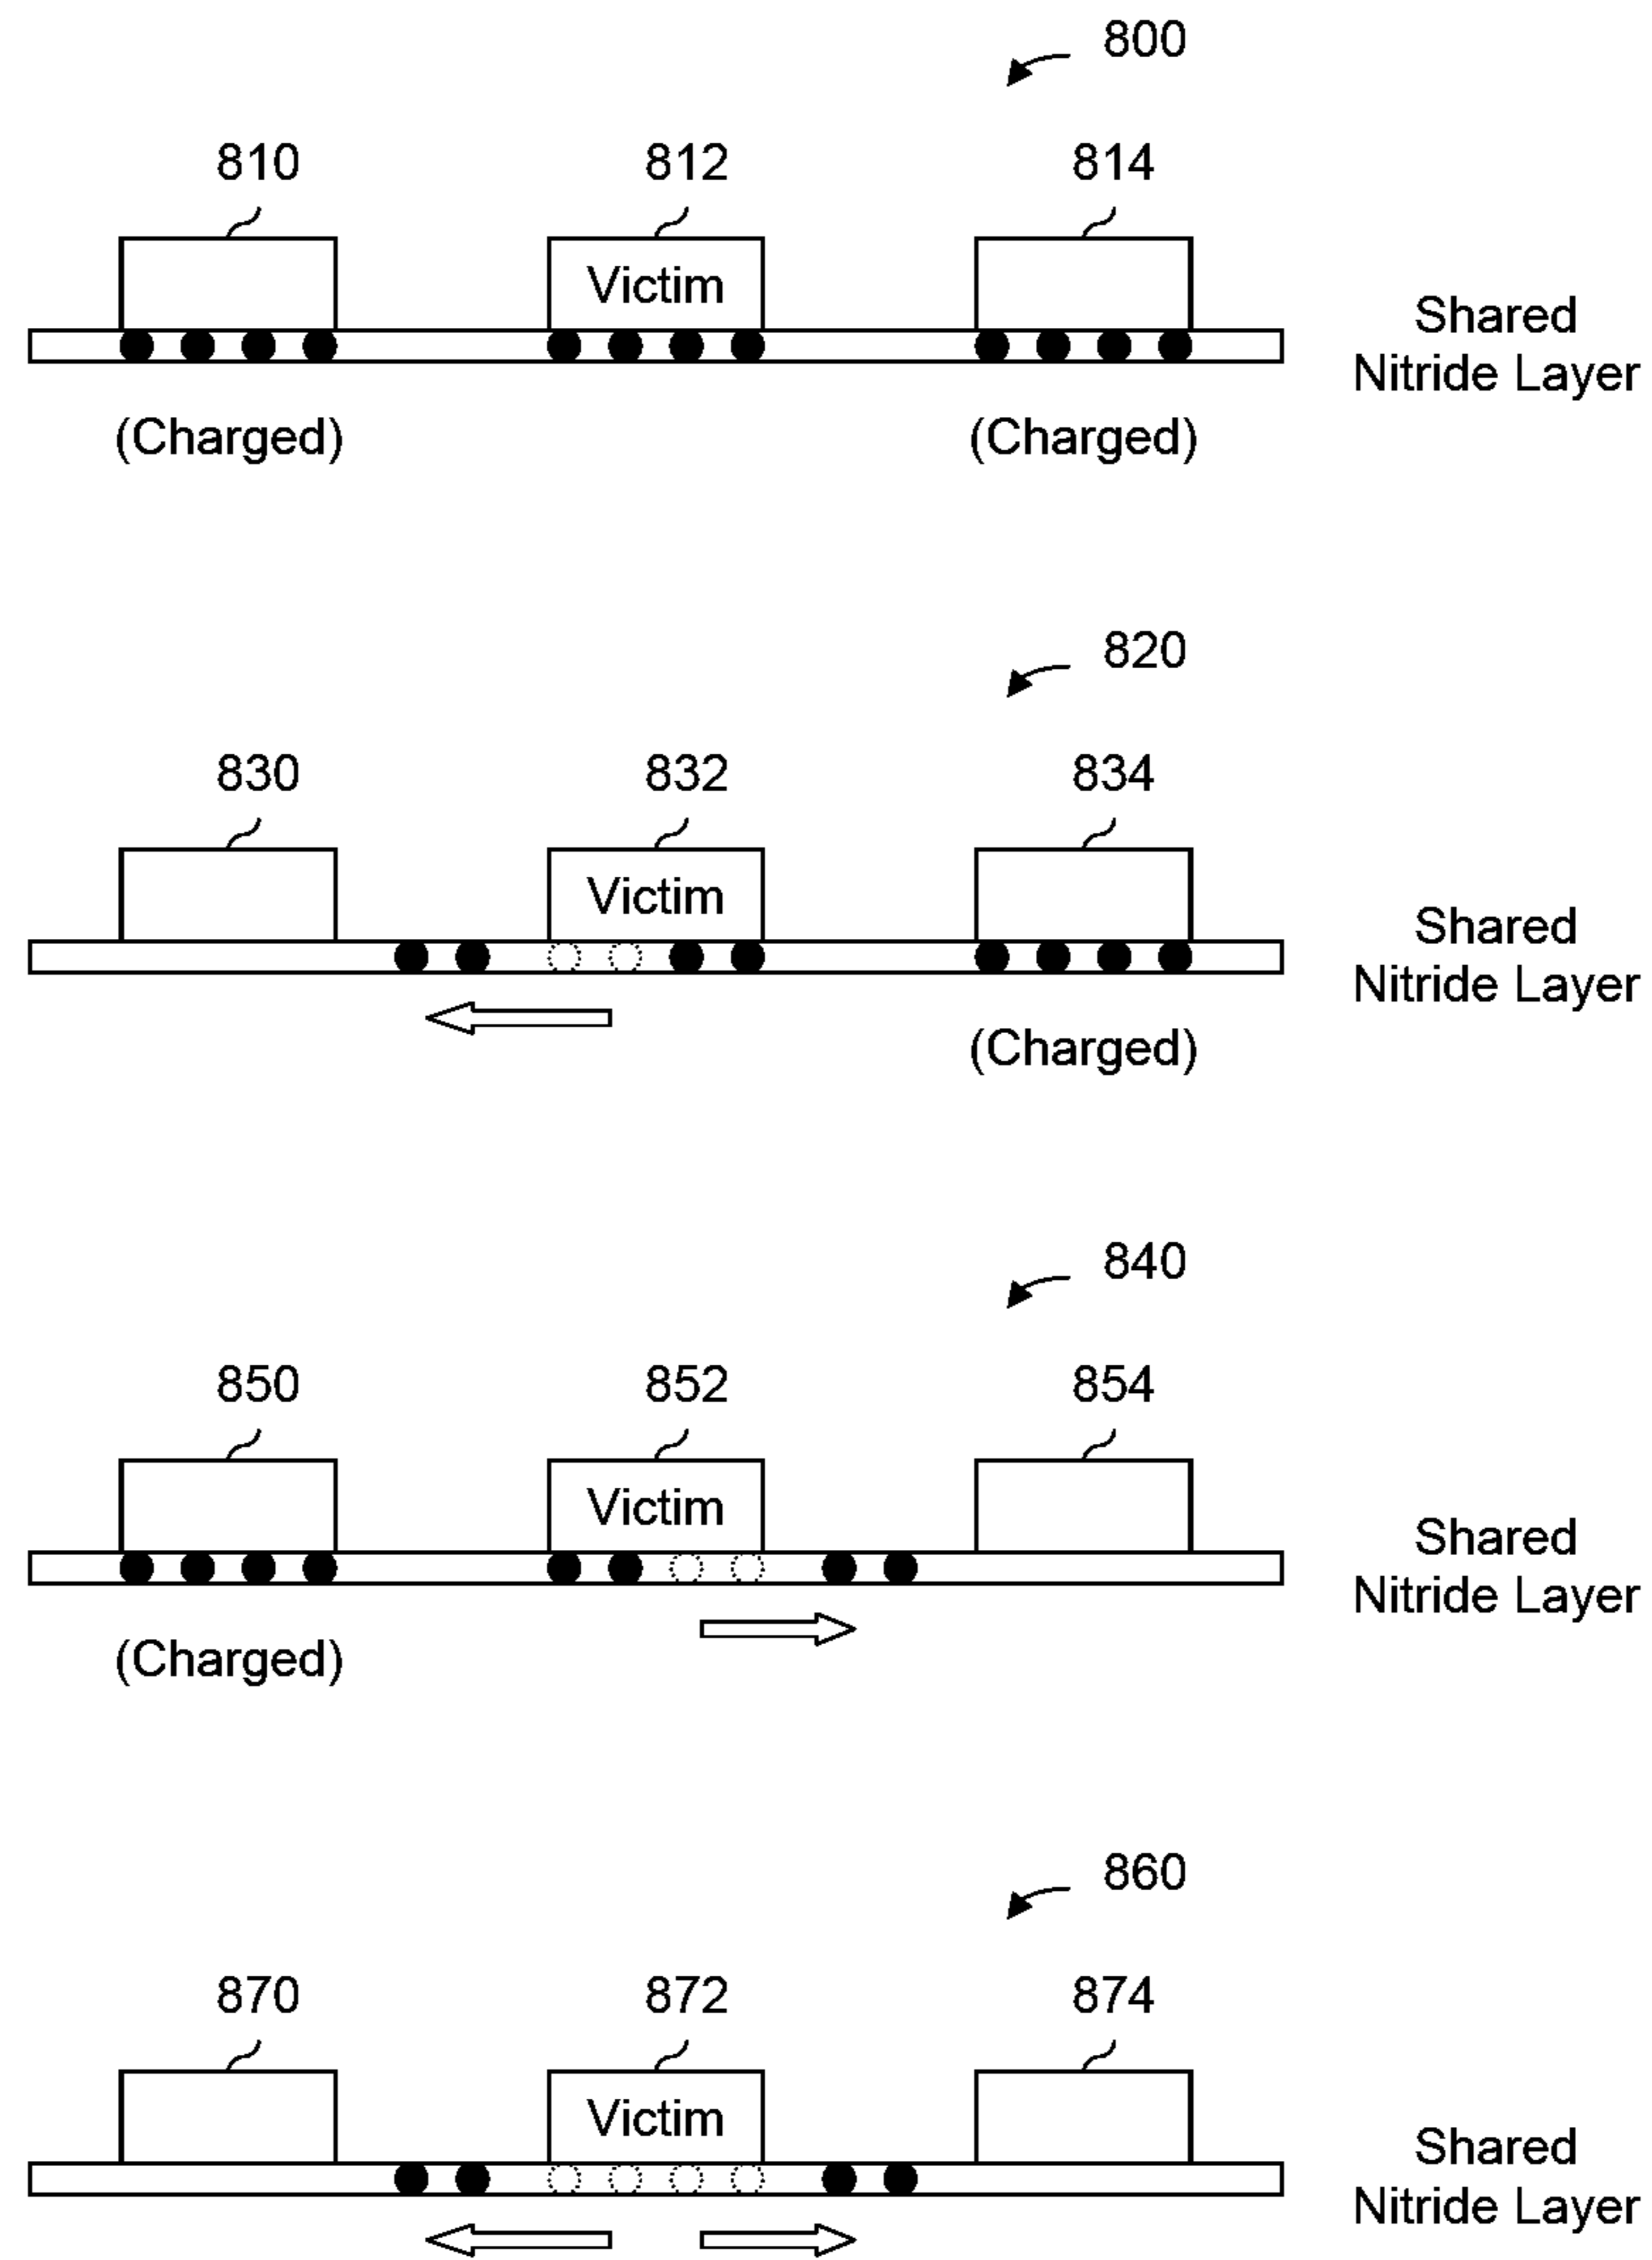 800
810
812
814
Victim
Shared
Nitride Layer
(Charged)
(Charged)
820
830
832
834
Victim
Shared
Nitride Layer
(Charged)
840
850
852
854
Victim
Shared
Nitride Layer
(Charged)
860
870
872
874
Victim
Shared
Nitride Layer